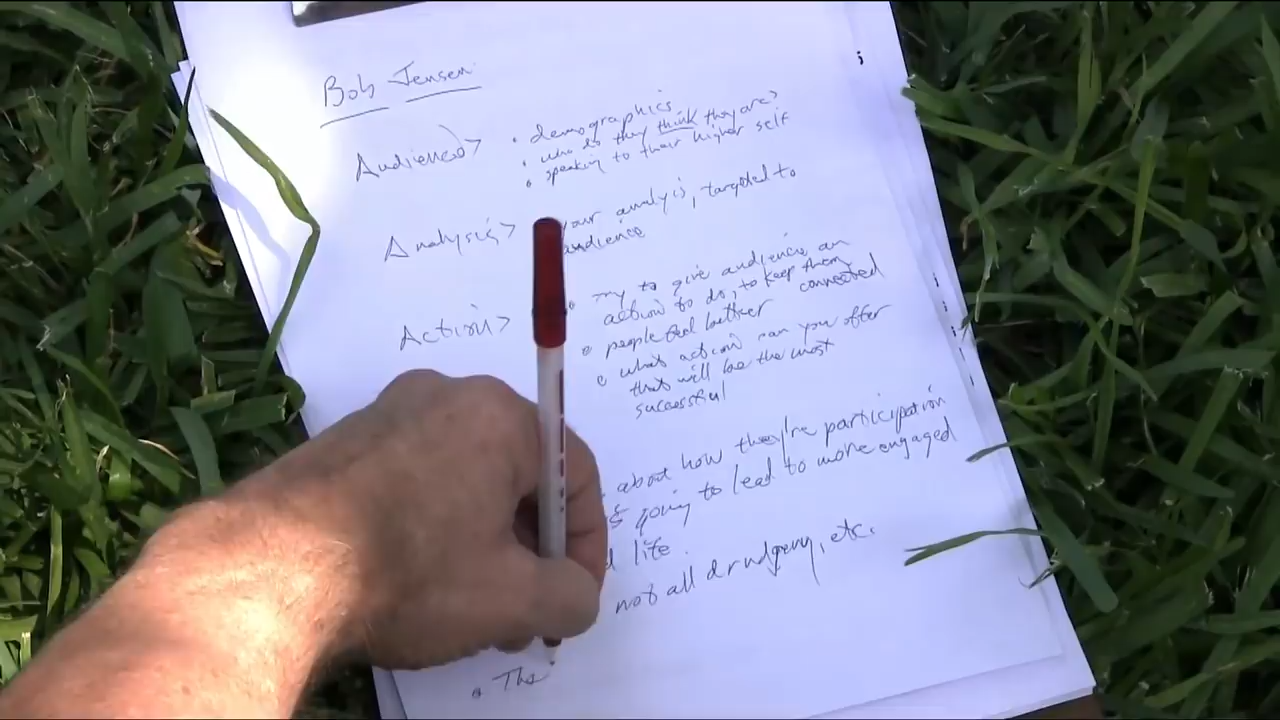 Bob Jensen
Audience> • demographics
• who do they think they are?
• speaking to their higher self
Analysis> your analysis, targeted to
audience
Action> • try to give audience an
action to do, to keep them
connected
• people feel better
• what action can you offer
that will be the most
successful
about how they're participation
is going to lead to more engaged
life
not all drudgery, etc.
• Ths